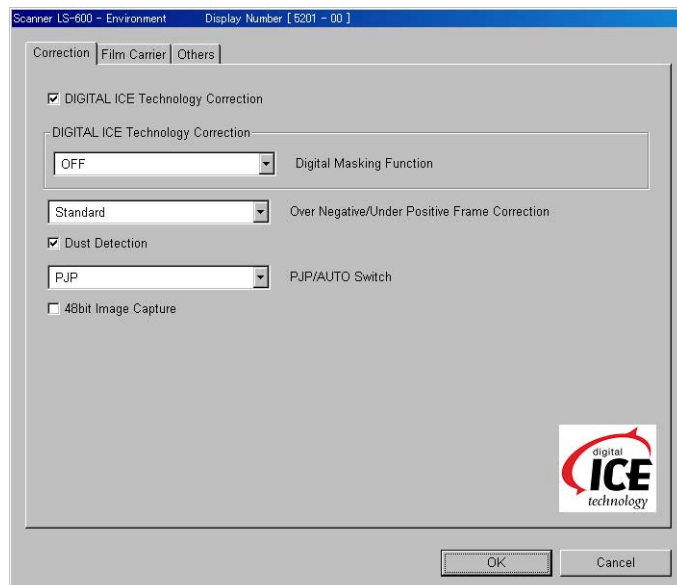 Scanner LS-600 - Environment Display Number [ 5201 - 00 ]
Correction Film Carrier Others
DIGITAL ICE Technology Correction
DIGITAL ICE Technology Correction
OFF Digital Masking Function
Standard Over Negative/Under Positive Frame Correction
Dust Detection
PJP PJP/AUTO Switch
48bit Image Capture
digital
ICE
technology
OK Cancel